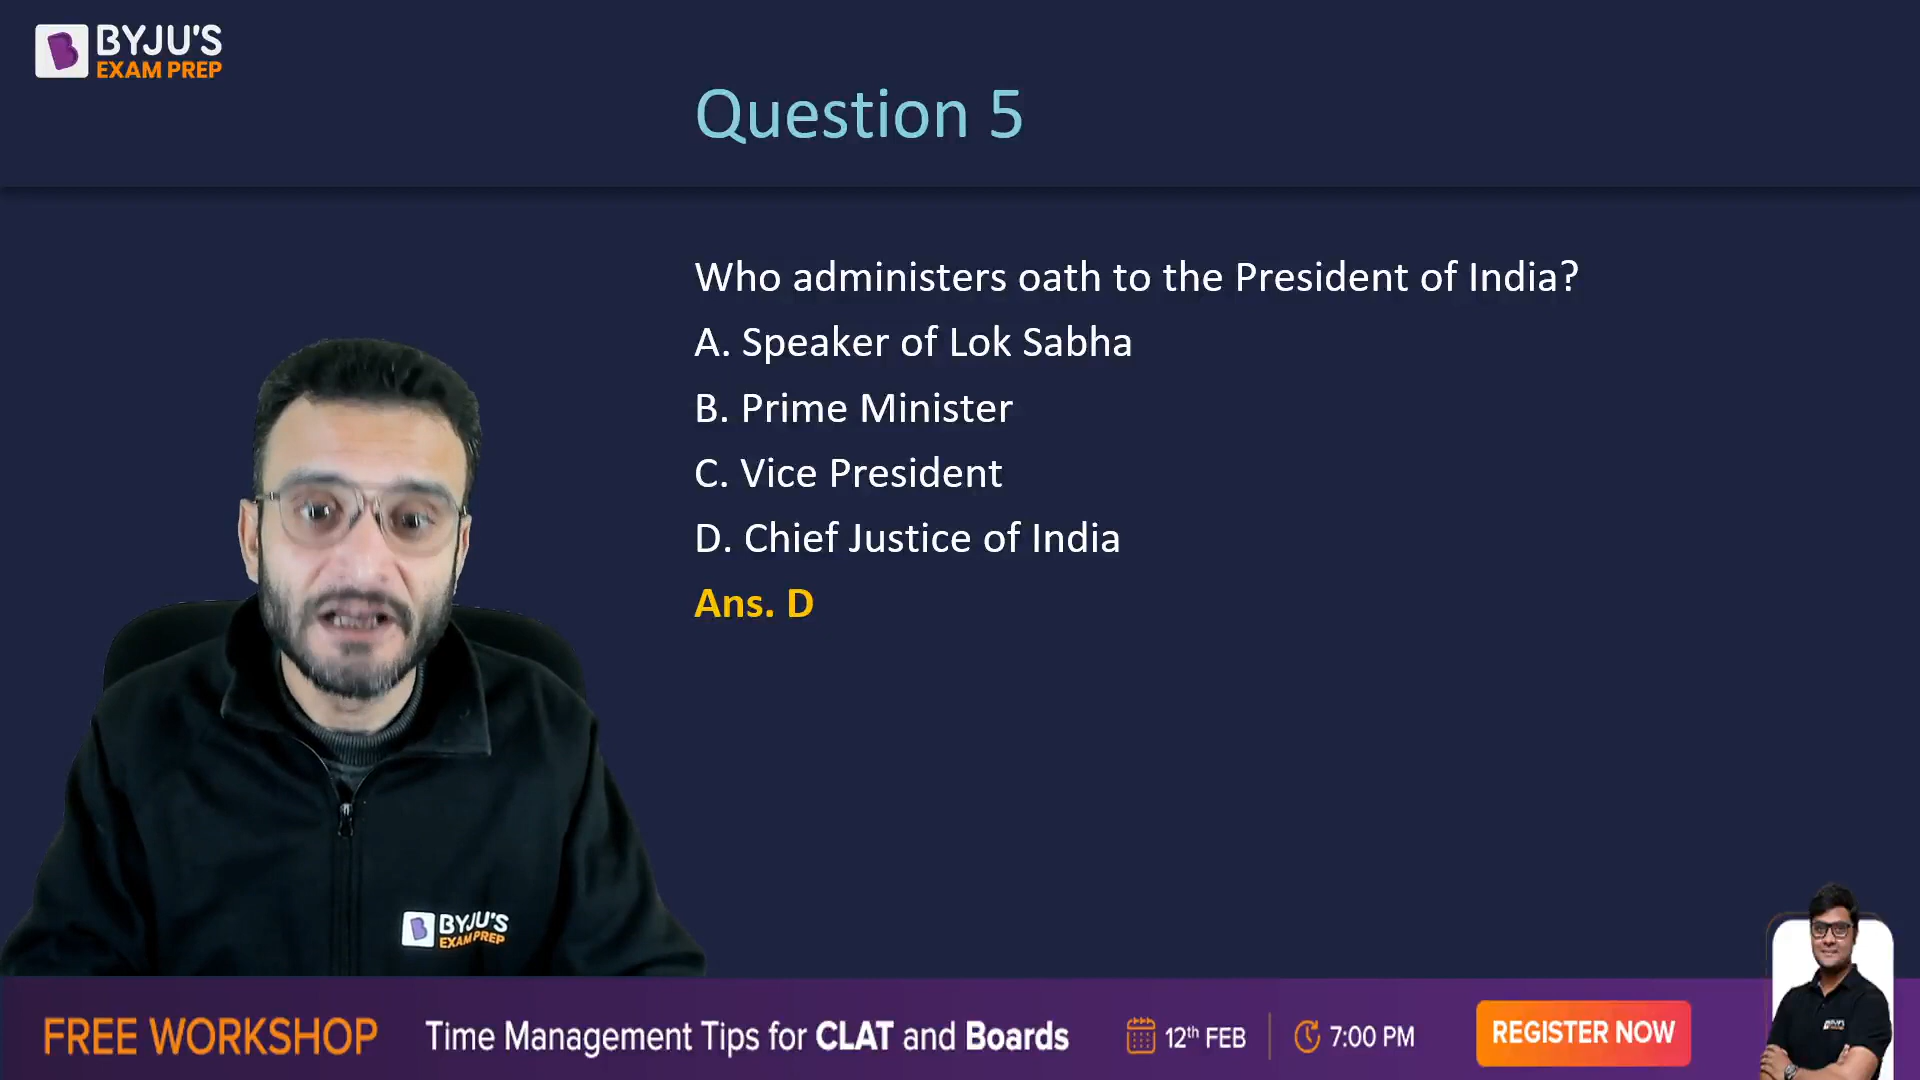 BYJU'S
EXAM PREP
Question 5
Who administers oath to the President of India?
A. Speaker of Lok Sabha
B. Prime Minister
C. Vice President
D. Chief Justice of India
Ans. D
BYJU'S
EXAM PREP
FREE WORKSHOP
Time Management Tips for CLAT and Boards
12th FEB
7:00 PM
REGISTER NOW